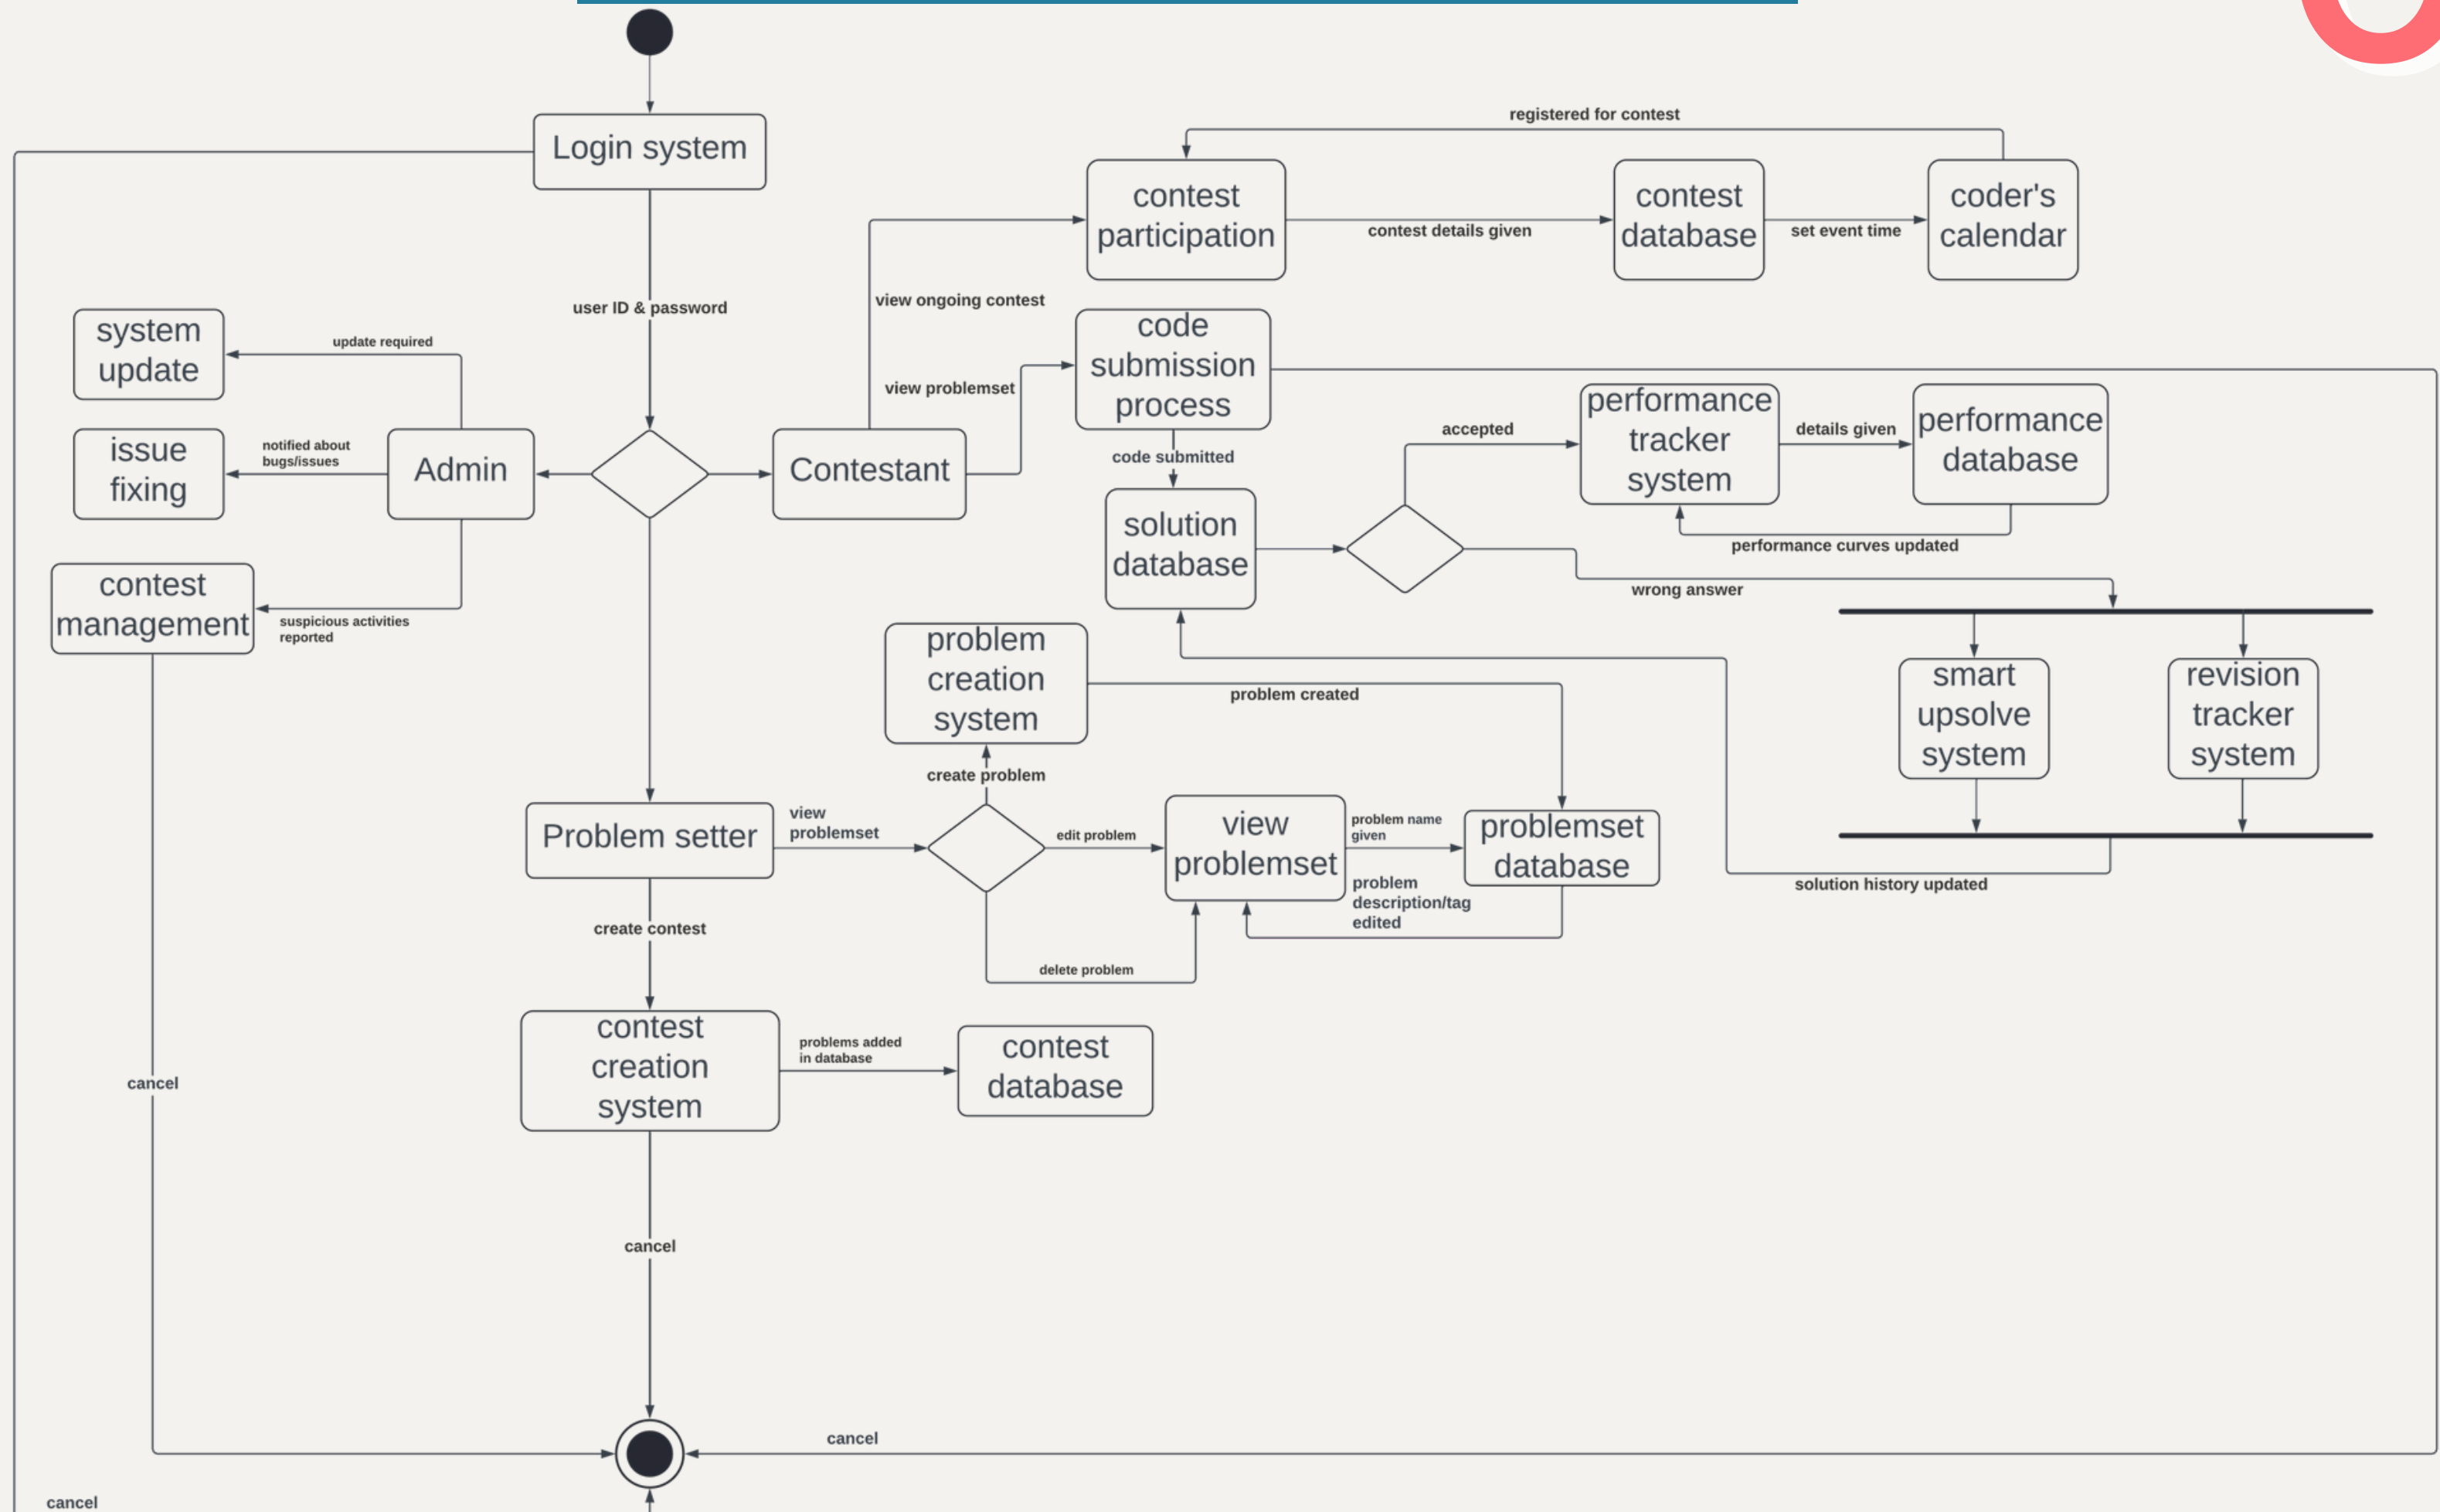 Login system
registered for contest
contest
participation
contest details given
contest
database
set event time
coder's
calendar
user ID & password
view ongoing contest
system
update
update required
code
submission
process
view problemset
issue
fixing
notified about
bugs/issues
Admin
Contestant
code submitted
accepted
performance
tracker
system
details given
performance
database
performance curves updated
solution
database
wrong answer
contest
management
suspicious activities
reported
problem
creation
system
problem created
smart
upsolve
system
revision
tracker
system
create problem
Problem setter
view
problemset
edit problem
view
problemset
problem name
given
problemset
database
problem
description/tag
edited
solution history updated
create contest
delete problem
contest
creation
system
problems added
in database
contest
database
cancel
cancel
cancel
cancel